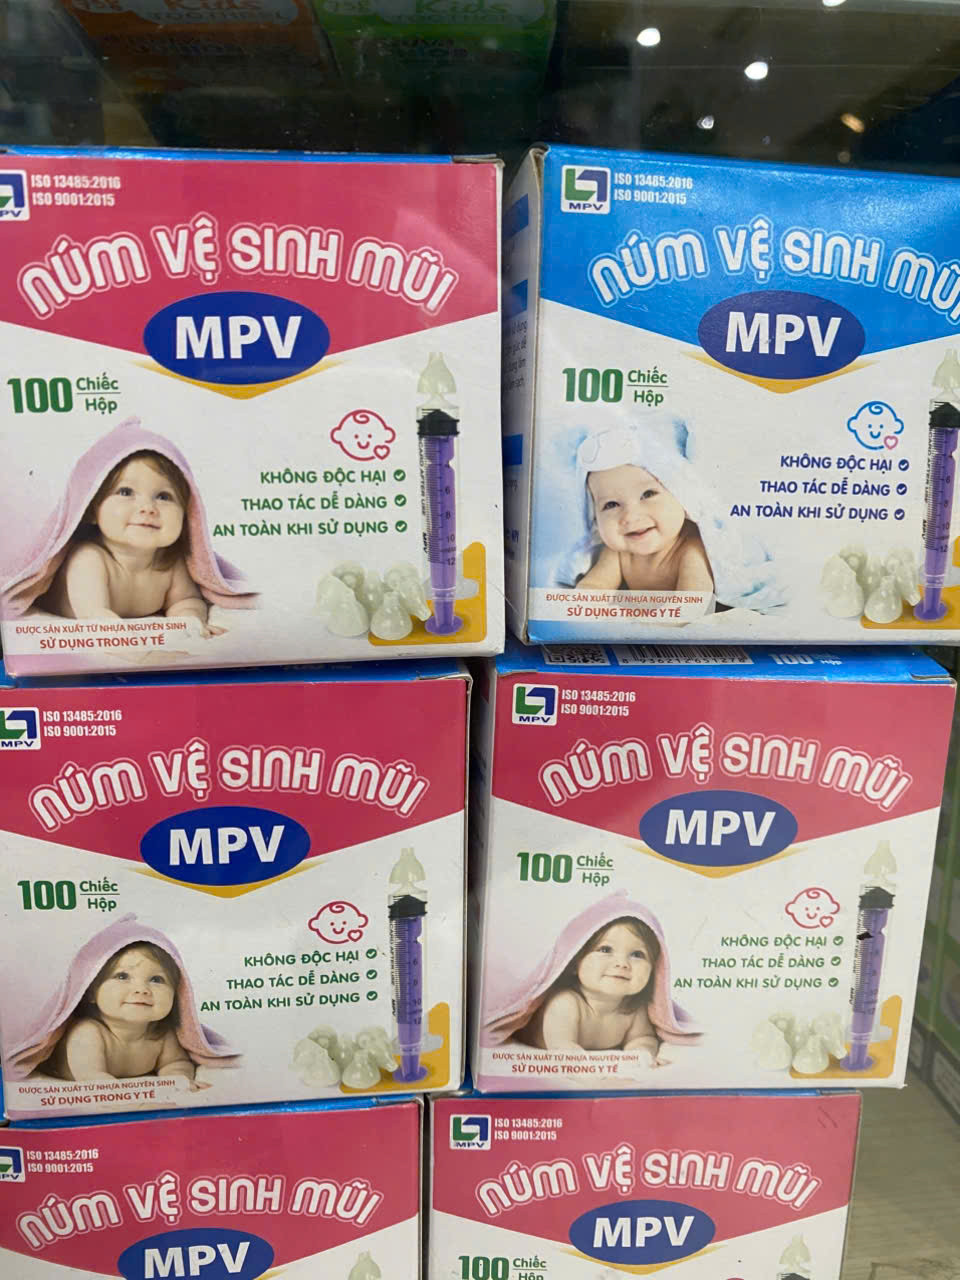 Kids
ISO 13485:2016
ISO 9001:2015
NÚM VỆ SINH MŨI
MPV
100 Chiếc
Hộp
KHÔNG ĐỘC HẠI
THAO TÁC DỄ DÀNG
AN TOÀN KHI SỬ DỤNG
ĐƯỢC SẢN XUẤT TỪ NHỰA NGUYÊN SINH
SỬ DỤNG TRONG Y TẾ
MPV
ISO 13485:2016
ISO 9001:2015
NÚM VỆ SINH MŨI
MPV
100 Chiếc
Hộp
KHÔNG ĐỘC HẠI
THAO TÁC DỄ DÀNG
AN TOÀN KHI SỬ DỤNG
ĐƯỢC SẢN XUẤT TỪ NHỰA NGUYÊN SINH
SỬ DỤNG TRONG Y TẾ
MPV
ISO 13485:2016
ISO 9001:2015
NÚM VỆ SINH MŨI
MPV
100 Chiếc
Hộp
KHÔNG ĐỘC HẠI
THAO TÁC DỄ DÀNG
AN TOÀN KHI SỬ DỤNG
ĐƯỢC SẢN XUẤT TỪ NHỰA NGUYÊN SINH
SỬ DỤNG TRONG Y TẾ
MPV
ISO 13485:2016
ISO 9001:2015
NÚM VỆ SINH MŨI
MPV
100 Chiếc
Hộp
KHÔNG ĐỘC HẠI
THAO TÁC DỄ DÀNG
AN TOÀN KHI SỬ DỤNG
ĐƯỢC SẢN XUẤT TỪ NHỰA NGUYÊN SINH
SỬ DỤNG TRONG Y TẾ
ISO 13485:2016
ISO 9001:2015
NÚM VỆ SINH MŨI
MPV
MPV
ISO 13485:2016
ISO 9001:2015
NÚM VỆ SINH MŨI
MPV
100 Chiếc
Hộp